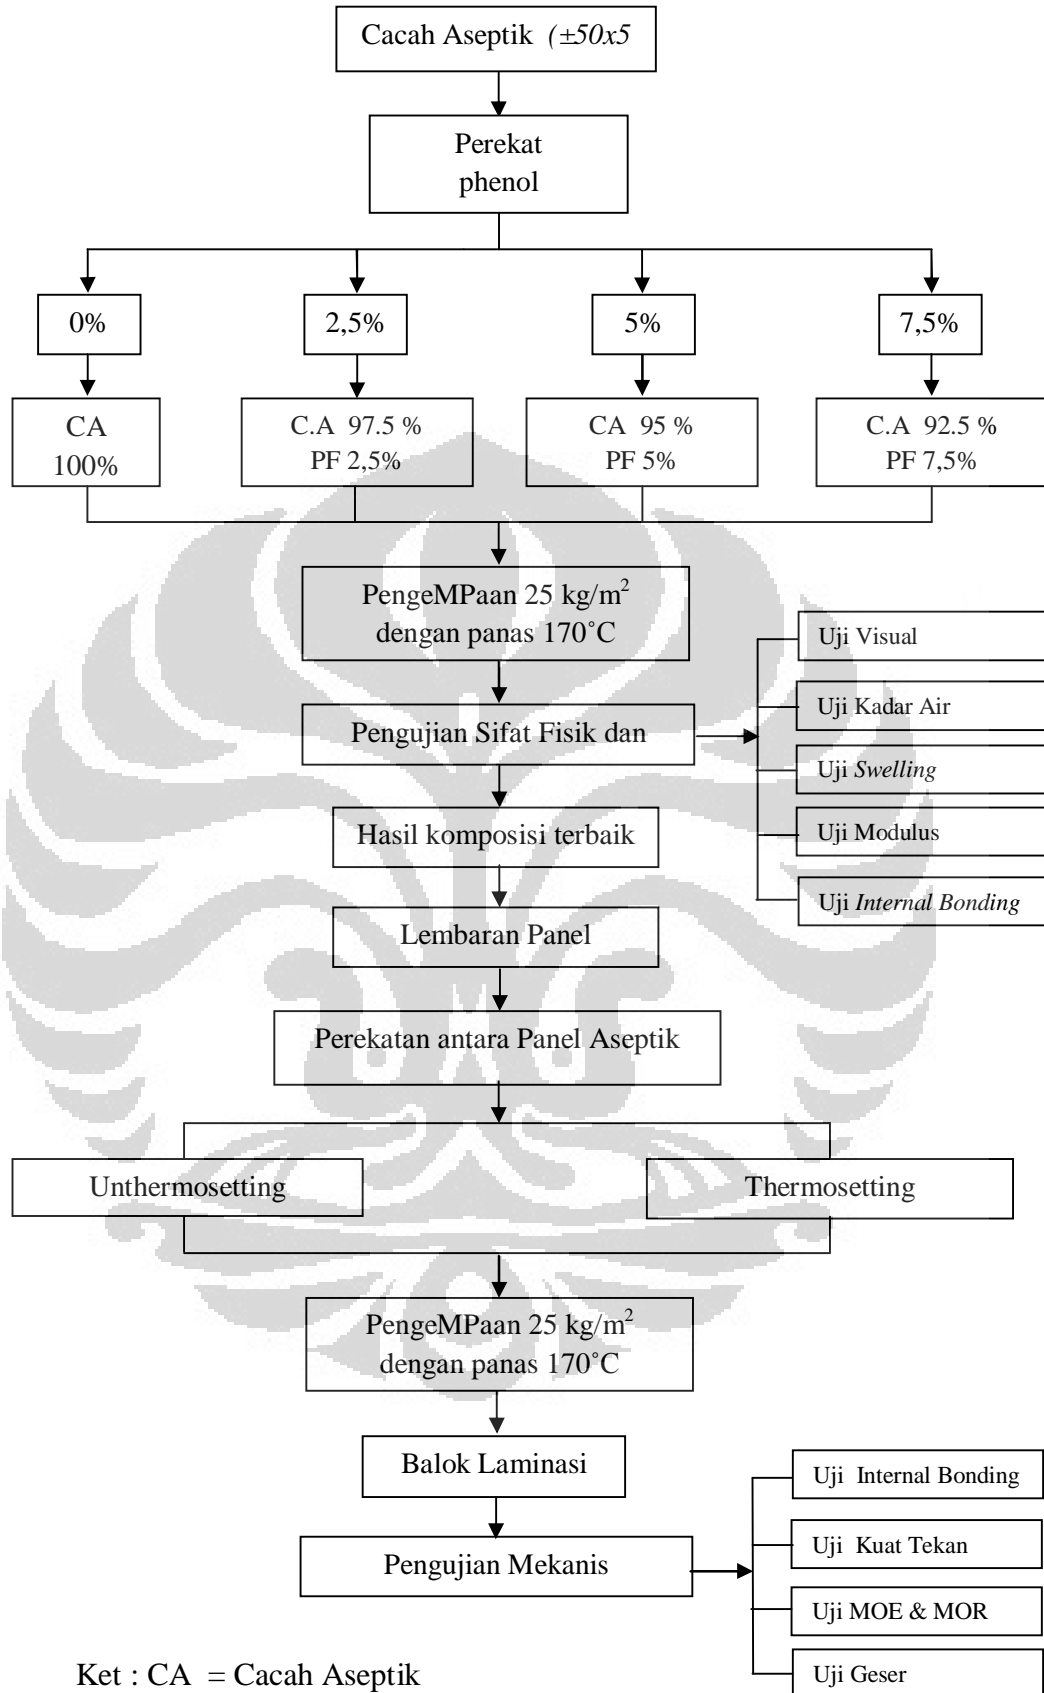 Cacah Aseptik (±50x5
Perekat
phenol
0%
2,5%
5%
7,5%
CA
100%
C.A 97.5 %
PF 2,5%
CA 95 %
PF 5%
C.A 92.5 %
PF 7,5%
PengeMPaan 25 kg/m²
dengan panas 170˚C
Pengujian Sifat Fisik dan
Uji Visual
Uji Kadar Air
Uji Swelling
Uji Modulus
Uji Internal Bonding
Hasil komposisi terbaik
Lembaran Panel
Perekatan antara Panel Aseptik
Unthermosetting
Thermosetting
PengeMPaan 25 kg/m²
dengan panas 170˚C
Balok Laminasi
Pengujian Mekanis
Uji Internal Bonding
Uji Kuat Tekan
Uji MOE & MOR
Uji Geser
Ket : CA = Cacah Aseptik